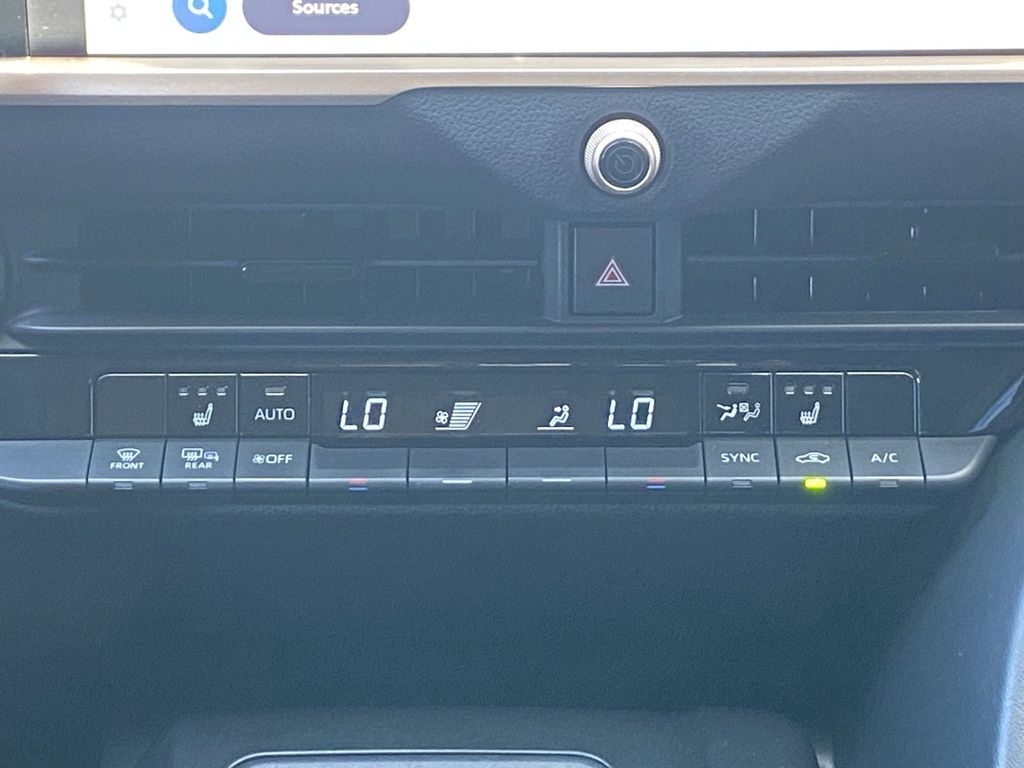 Sources
AUTO
LO
LO
FRONT
REAR
OFF
SYNC
A/C